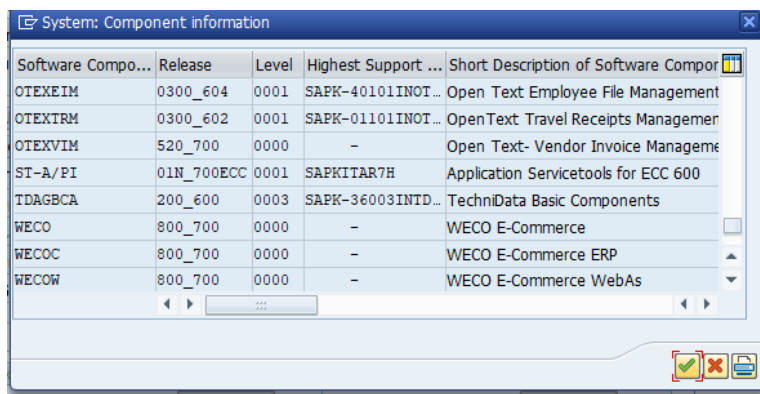 System: Component information
Software Compo... Release Level Highest Support ... Short Description of Software Compor
OTEXEIM 0300_604 0001 SAPK-40101INOT... Open Text Employee File Management
OTEXTRM 0300_602 0001 SAPK-01101INOT... OpenText Travel Receipts Managemen
OTEXVIM 520_700 0000 - Open Text- Vendor Invoice Manageme
ST-A/PI 01N_700ECC 0001 SAPKITAR7H Application Servicetools for ECC 600
TDAGBCA 200_600 0003 SAPK-36003INTD... TechniData Basic Components
WECO 800_700 0000 - WECO E-Commerce
WECOC 800_700 0000 - WECO E-Commerce ERP
WECOW 800_700 0000 - WECO E-Commerce WebAs